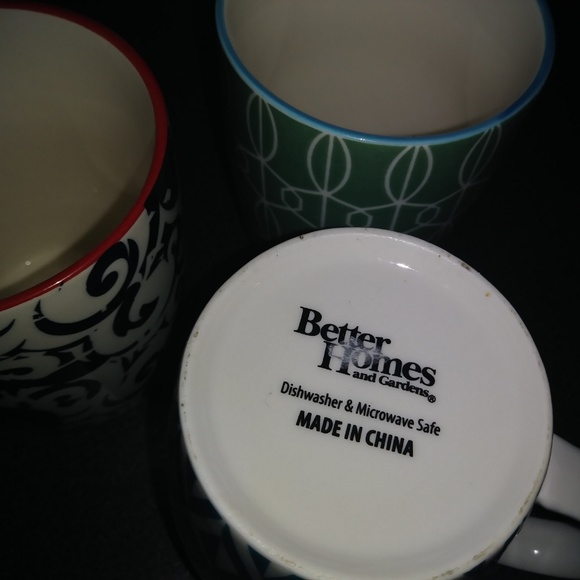 Better
Homes
and Gardens®
Dishwasher & Microwave Safe
MADE IN CHINA